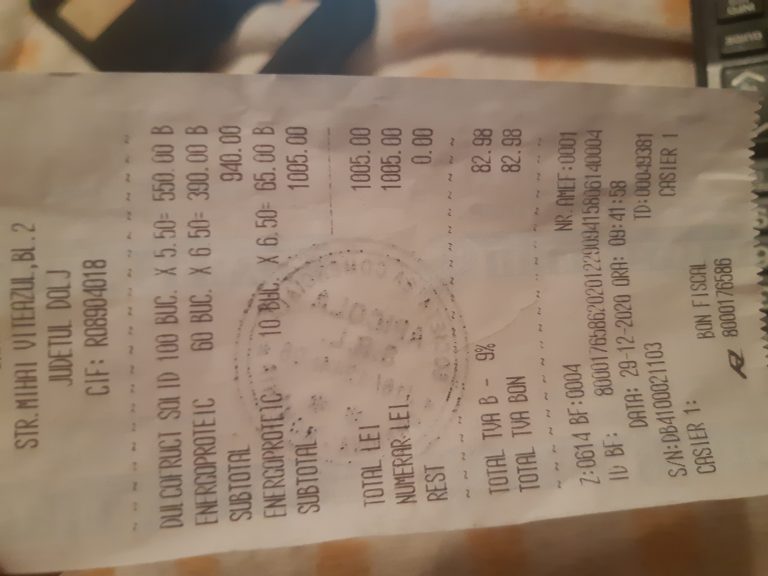 STR.MIHAI VITEAZUL,BL.2
JUDETUL DOLJ
CIF: RO8904018
DULCOFRUCT SOLID 100 BUC. X 5.50= 550.00 B
ENERGOPROTEIC 60 BUC. X 6.50= 390.00 B
SUBTOTAL 940.00
ENERGOPROTEIC 10 BUC. X 6.50= 65.00 B
SUBTOTAL 1005.00
TOTAL LEI 1005.00
NUMERAR LEI 1005.00
REST 0.00
TOTAL TVA B - 9% 82.98
TOTAL TVA BON 82.98
Z:0614 BF:0004 NR.AMEF:0001
ID BF: 
DATA: 29-12-2020 ORA: 09:41:58
S/N:DB4100021103 TD:00049381
CASIER 1: CASIER 1
BON FISCAL
8000176586